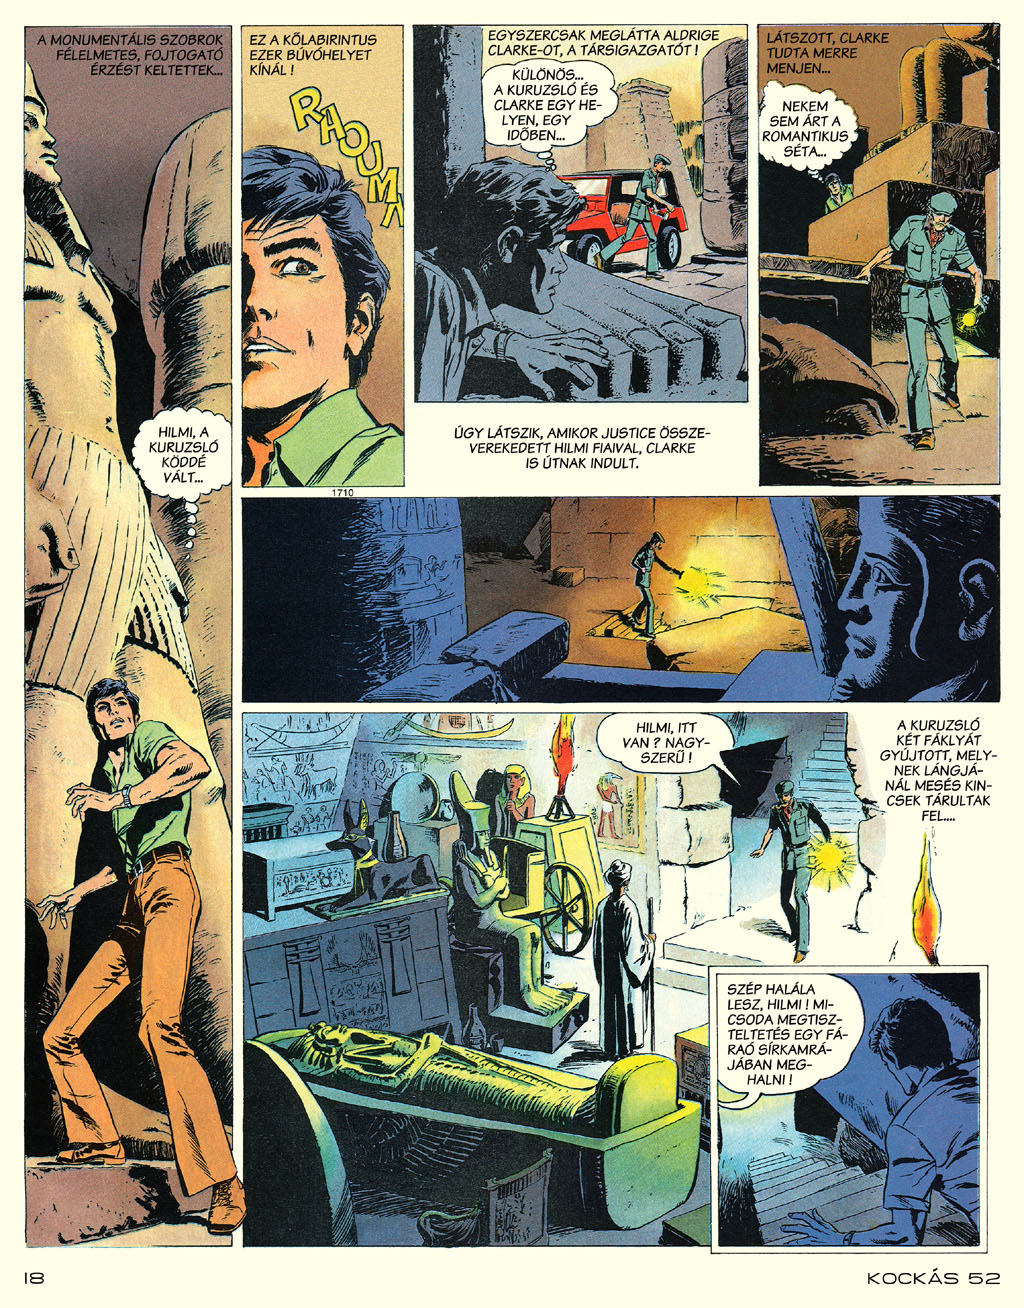 A MONUMENTÁLIS SZOBROK
FÉLELMETES, FOJTOGATÓ
ÉRZÉST KELTETTEK...
HILMI, A
KURUZSLÓ
KÖDDÉ
VÁLT...
EZ A KŐLABIRINTUS
EZER BÚVÓHELYET
KÍNÁL !
RAOUMM
1710
EGYSZERCSAK MEGLÁTTA ALDRIGE
CLARKE-OT, A TÁRSIGAZGATÓT !
KÜLÖNÖS...
A KURUZSLÓ ÉS
CLARKE EGY HE-
LYEN, EGY
IDŐBEN...
ÚGY LÁTSZIK, AMIKOR JUSTICE ÖSSZE-
VEREKEDETT HILMI FIAIVAL, CLARKE
IS ÚTNAK INDULT.
LÁTSZOTT, CLARKE
TUDTA MERRE
MENJEN...
NEKEM
SEM ÁRT A
ROMANTIKUS
SÉTA...
HILMI, ITT
VAN ? NAGY-
SZERŰ !
A KURUZSLÓ
KÉT FÁKLYÁT
GYÚJTOTT, MELY-
NEK LÁNGJÁ-
NÁL MESÉS KIN-
CSEK TÁRULTAK
FEL....
SZÉP HALÁLA
LESZ, HILMI ! MI-
CSODA MEGTISZ-
TELTETÉS EGY FÁ-
RAÓ SÍRKAMRÁ-
JÁBAN MEG-
HALNI !
18
KOCKÁS 52